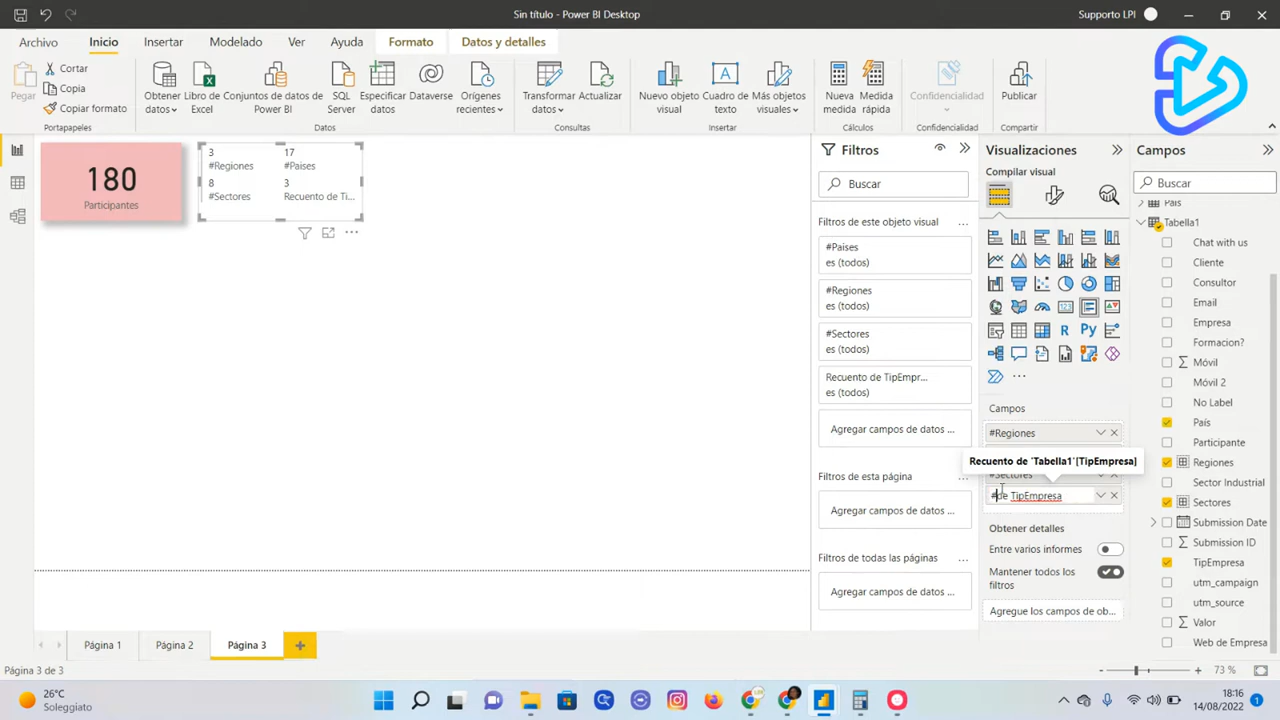 Sin título - Power BI Desktop
Supporto LPI
Archivo
Inicio
Insertar
Modelado
Ver
Ayuda
Formato
Datos y detalles
Pegar
Cortar
Copia
Copiar formato
Portapapeles
Obtener datos
Libro de Excel
Conjuntos de datos de Power BI
SQL Server
Especificar datos
Dataverse
Orígenes recientes
Datos
Transformar datos
Actualizar
Consultas
Nuevo objeto visual
Cuadro de texto
Más objetos visuales
Insertar
Nueva medida
Medida rápida
Cálculos
Confidencialidad
Confidencialidad
Publicar
Compartir
180
Participantes
3
#Regiones
17
#Paises
8
#Sectores
3
Recuento de Ti...
Filtros
Buscar
Filtros de este objeto visual
#Paises
es (todos)
#Regiones
es (todos)
#Sectores
es (todos)
Recuento de TipEmpr...
es (todos)
Agregar campos de datos ...
Filtros de esta página
Agregar campos de datos ...
Filtros de todas las páginas
Agregar campos de datos ...
Visualizaciones
Compilar visual
R
Py
Campos
#Regiones
Recuento de 'Tabella1'[TipEmpresa]
#Sectores
#de TipEmpresa
Obtener detalles
Entre varios informes
Mantener todos los
filtros
Agregue los campos de ob...
Campos
Buscar
País
Tabella1
Chat with us
Cliente
Consultor
Email
Empresa
Formacion?
Móvil
Móvil 2
No Label
País
Participante
Regiones
Sector Industrial
Sectores
Submission Date
Submission ID
TipEmpresa
utm_campaign
utm_source
Valor
Web de Empresa
Página 1
Página 2
Página 3
Página 3 de 3
73 %
26°C
Soleggiato
18:16
14/08/2022